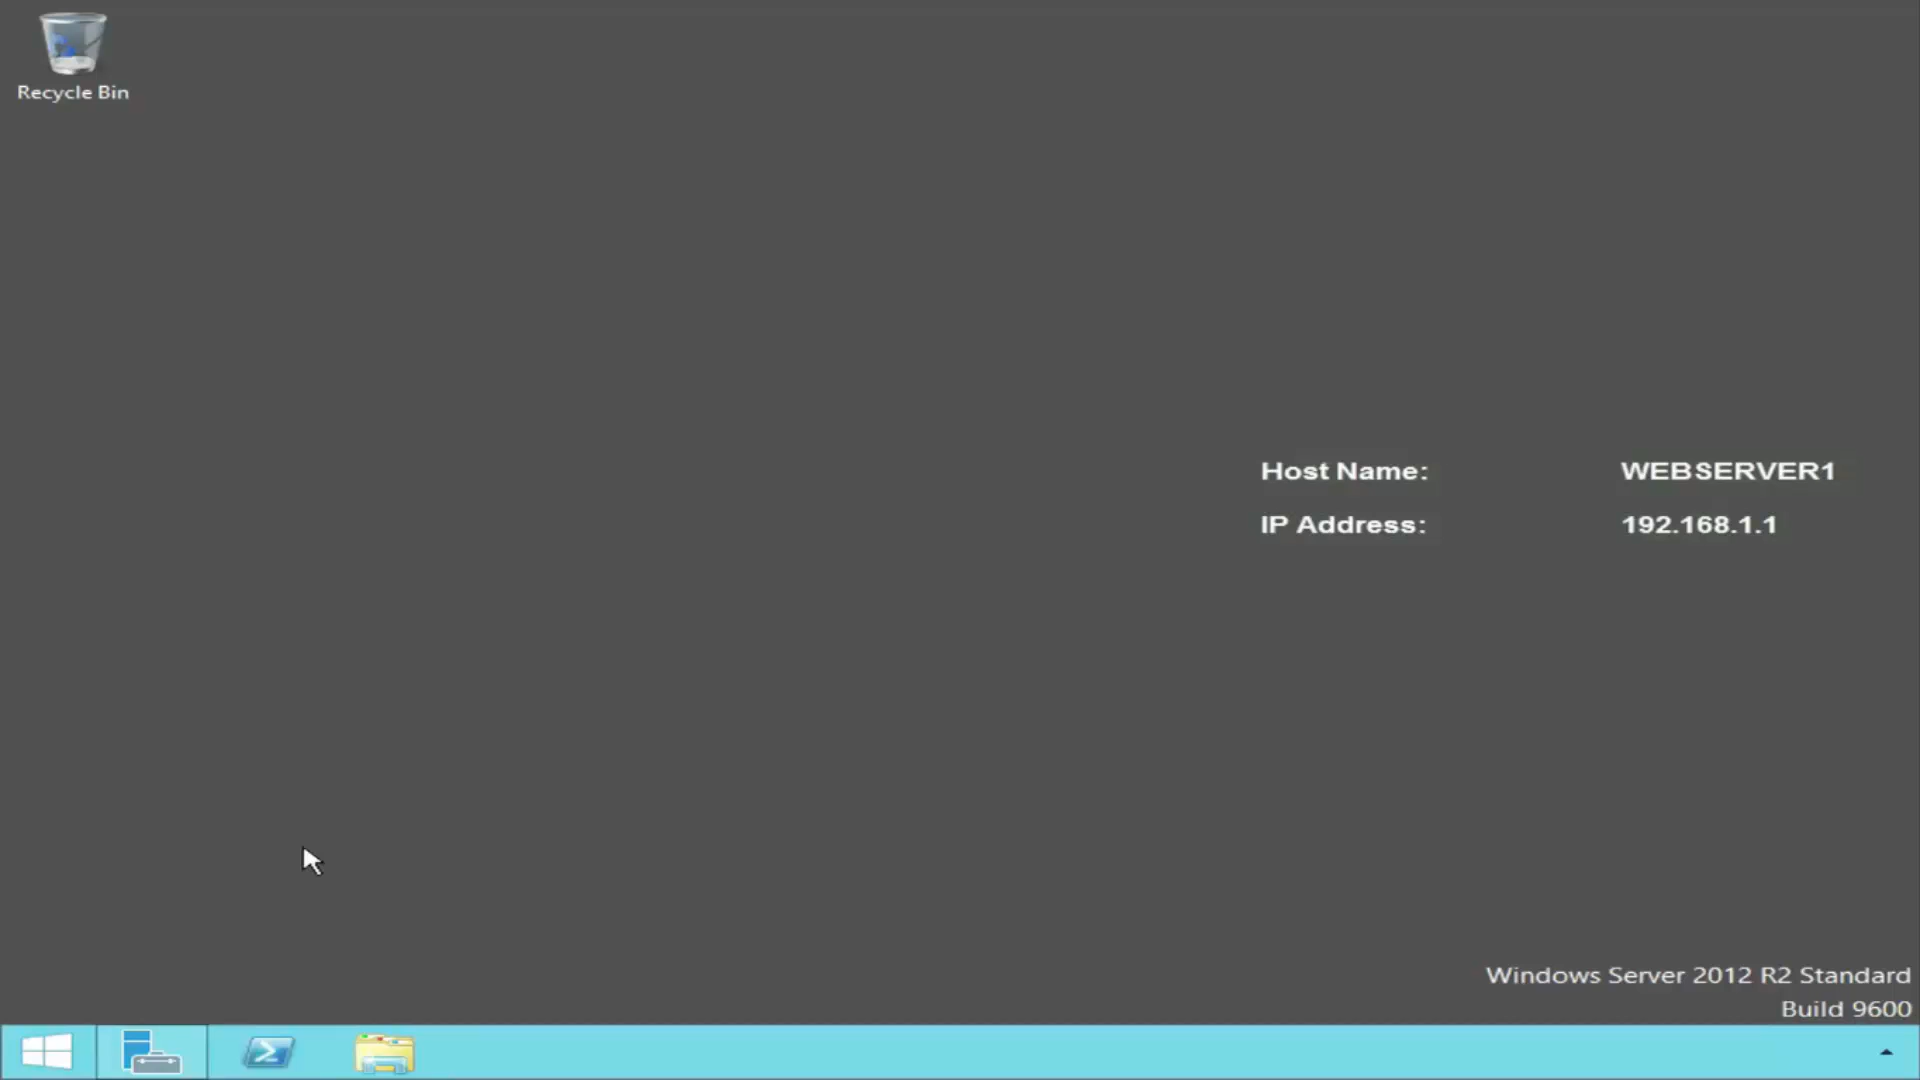 Recycle Bin
Host Name: WEBSERVER1
IP Address: 192.168.1.1
Windows Server 2012 R2 Standard
Build 9600